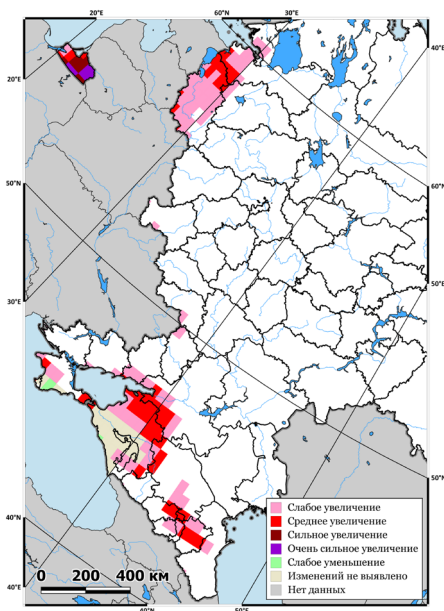 20°E
60°N
30°E
20°E
40°E
50°N
60°N
30°E
50°N
40°N
40°E
40°N
50°E
Слабое увеличение
Среднее увеличение
Сильное увеличение
Очень сильное увеличение
Слабое уменьшение
Изменений не выявлено
Нет данных
0 200 400 км